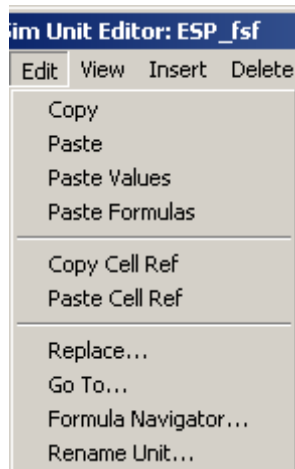 Sim Unit Editor: ESP_fsf
Edit View Insert Delete
Copy
Paste
Paste Values
Paste Formulas
Copy Cell Ref
Paste Cell Ref
Replace...
Go To...
Formula Navigator...
Rename Unit...